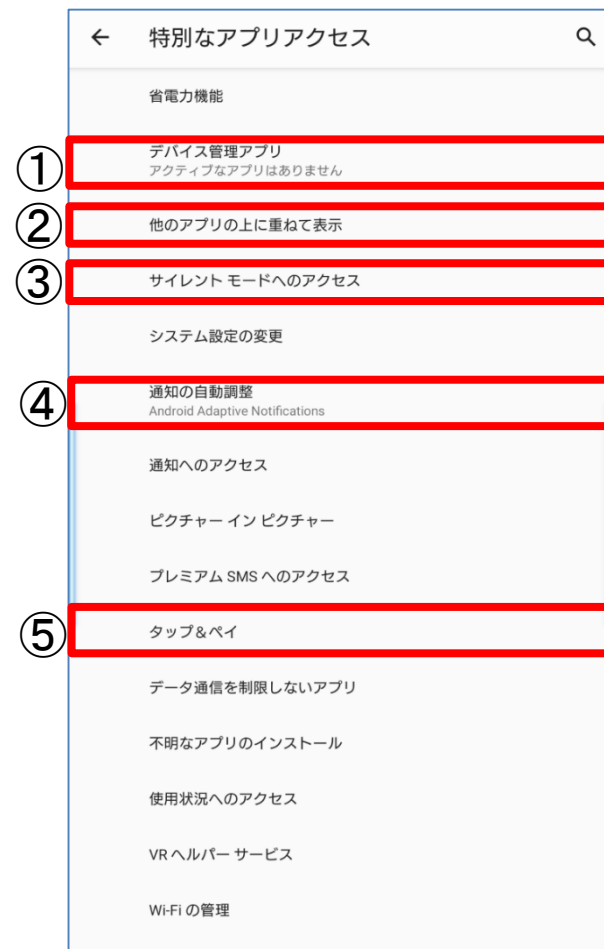 ← 特別なアプリアクセス
省電力機能
① デバイス管理アプリ
アクティブなアプリはありません
② 他のアプリの上に重ねて表示
③ サイレント モードへのアクセス
システム設定の変更
④ 通知の自動調整
Android Adaptive Notifications
通知へのアクセス
ピクチャー イン ピクチャー
プレミアム SMS へのアクセス
⑤ タップ&ペイ
データ通信を制限しないアプリ
不明なアプリのインストール
使用状況へのアクセス
VR ヘルパー サービス
Wi-Fi の管理